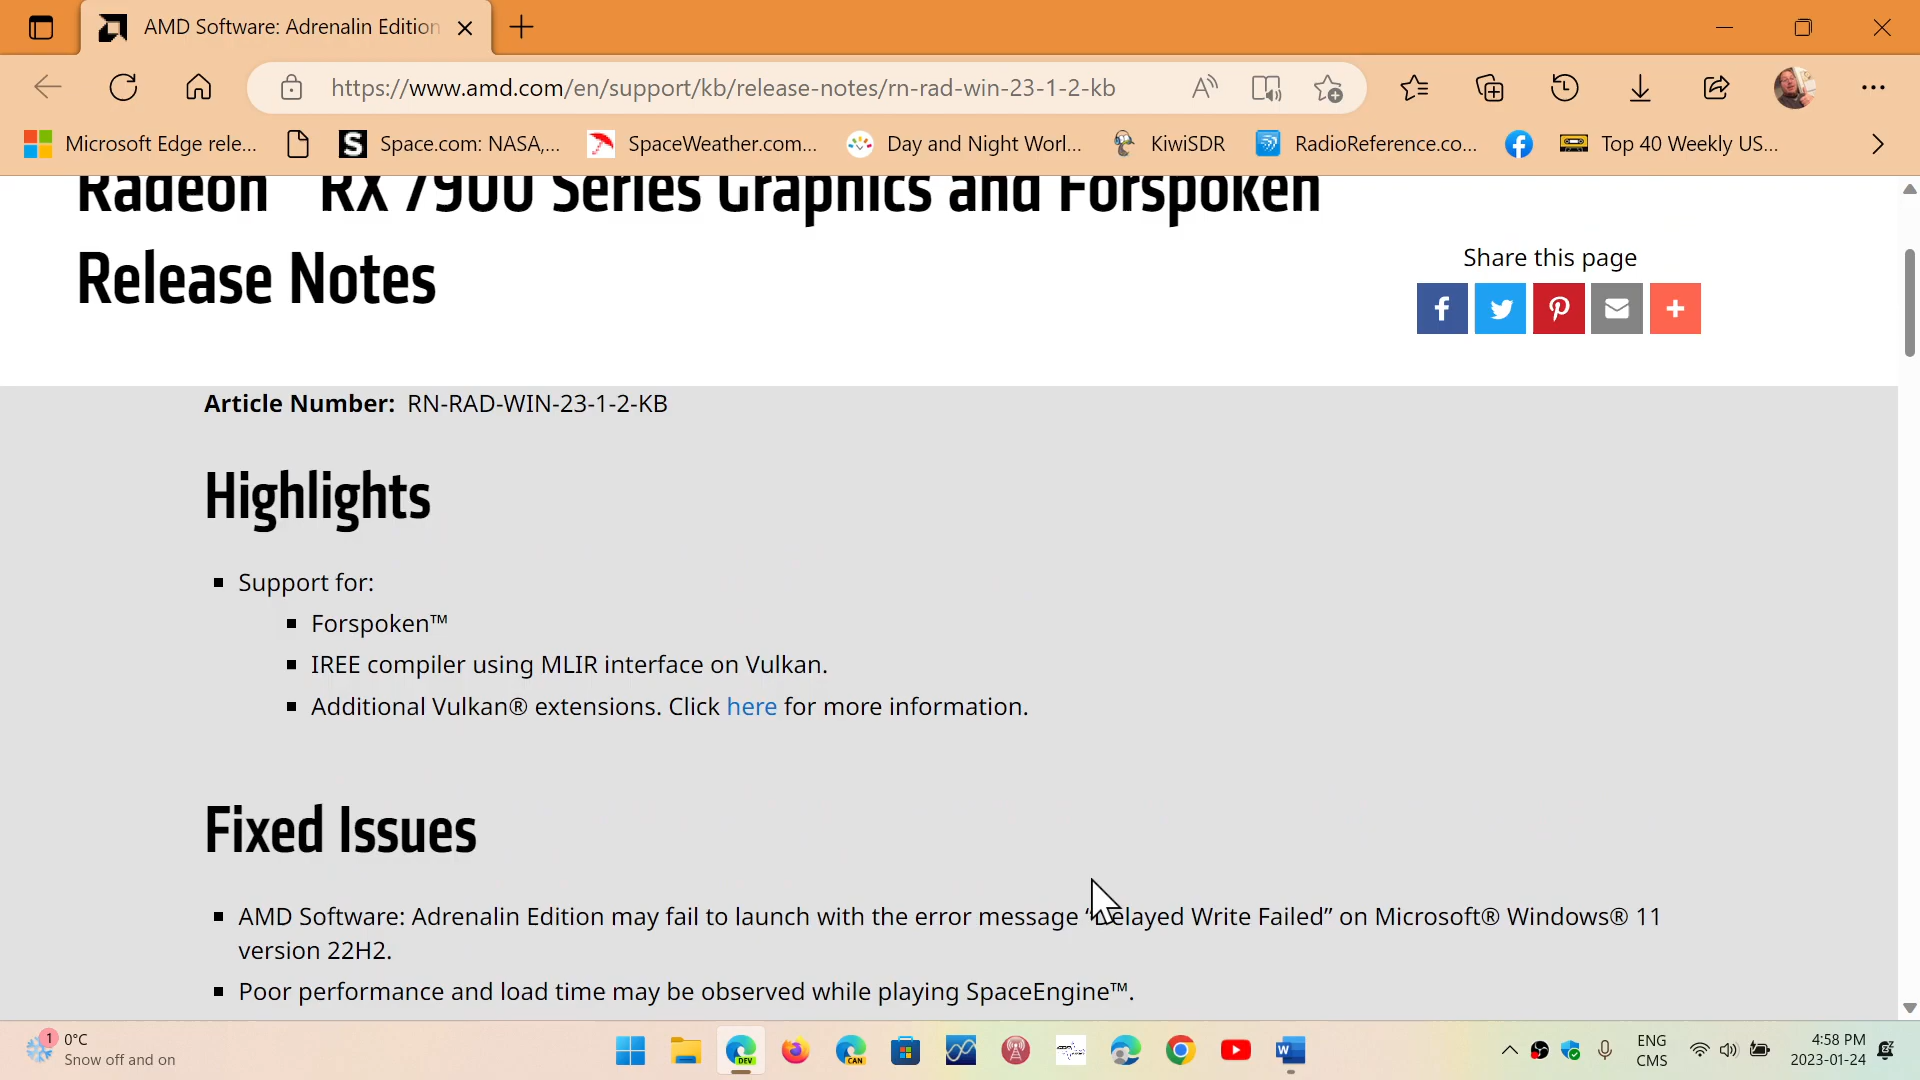 AMD Software: Adrenalin Edition
https://www.amd.com/en/support/kb/release-notes/rn-rad-win-23-1-2-kb
Microsoft Edge rele...
Space.com: NASA,...
SpaceWeather.com...
Day and Night Worl...
KiwiSDR
RadioReference.co...
Top 40 Weekly US...
Radeon RX 7900 Series Graphics and Forspoken
Release Notes
Share this page
Article Number: RN-RAD-WIN-23-1-2-KB
Highlights
Support for:
Forspoken™
IREE compiler using MLIR interface on Vulkan.
Additional Vulkan® extensions. Click here for more information.
Fixed Issues
AMD Software: Adrenalin Edition may fail to launch with the error message “Delayed Write Failed” on Microsoft® Windows® 11
version 22H2.
Poor performance and load time may be observed while playing SpaceEngine™.
1
0°C
Snow off and on
DEV
CAN
ENG
CMS
4:58 PM
2023-01-24